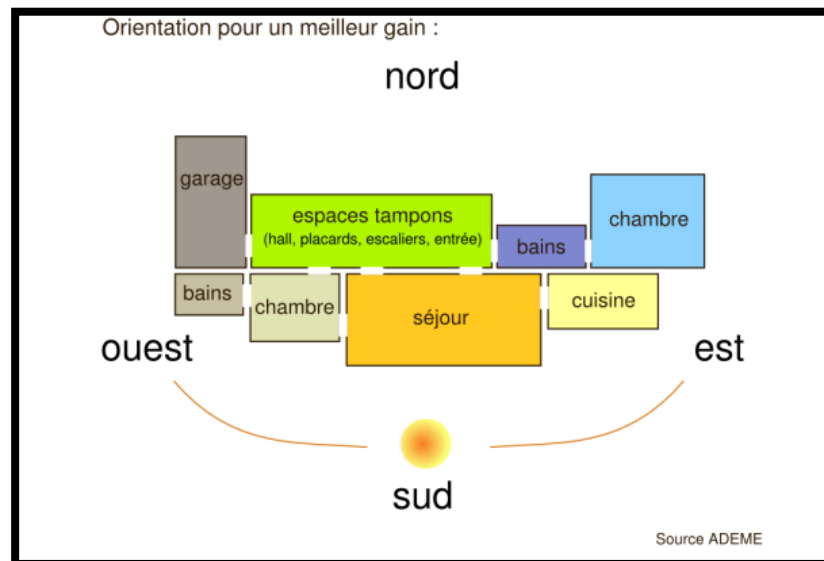 Orientation pour un meilleur gain :
nord
garage
espaces tampons
(hall, placards, escaliers, entrée)
bains
chambre
bains
chambre
séjour
cuisine
ouest
est
sud
Source ADEME